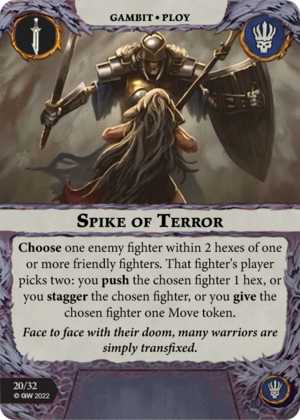 GAMBIT • PLOY
SPIKE OF TERROR
Choose one enemy fighter within 2 hexes of one
or more friendly fighters. That fighter's player
picks two: you push the chosen fighter 1 hex, or
you stagger the chosen fighter, or you give the
chosen fighter one Move token.
Face to face with their doom, many warriors are
simply transfixed.
20/32
© GW 2022